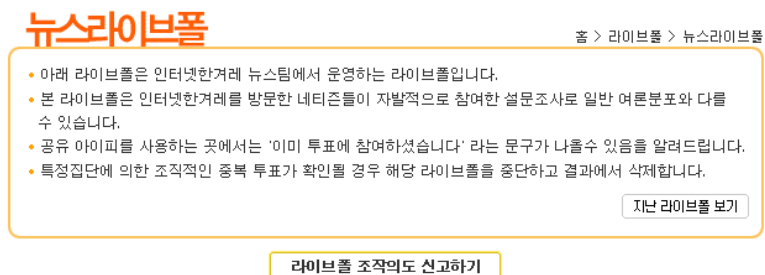 뉴스라이브폴
홈 > 라이브폴 > 뉴스라이브폴
아래 라이브폴은 인터넷한겨레 뉴스팀에서 운영하는 라이브폴입니다.
본 라이브폴은 인터넷한겨레를 방문한 네티즌들이 자발적으로 참여한 설문조사로 일반 여론분포와 다를
수 있습니다.
공유 아이피를 사용하는 곳에서는 '이미 투표에 참여하셨습니다' 라는 문구가 나올수 있음을 알려드립니다.
특정집단에 의한 조직적인 중복 투표가 확인될 경우 해당 라이브폴을 중단하고 결과에서 삭제합니다.
지난 라이브폴 보기
라이브폴 조작의도 신고하기